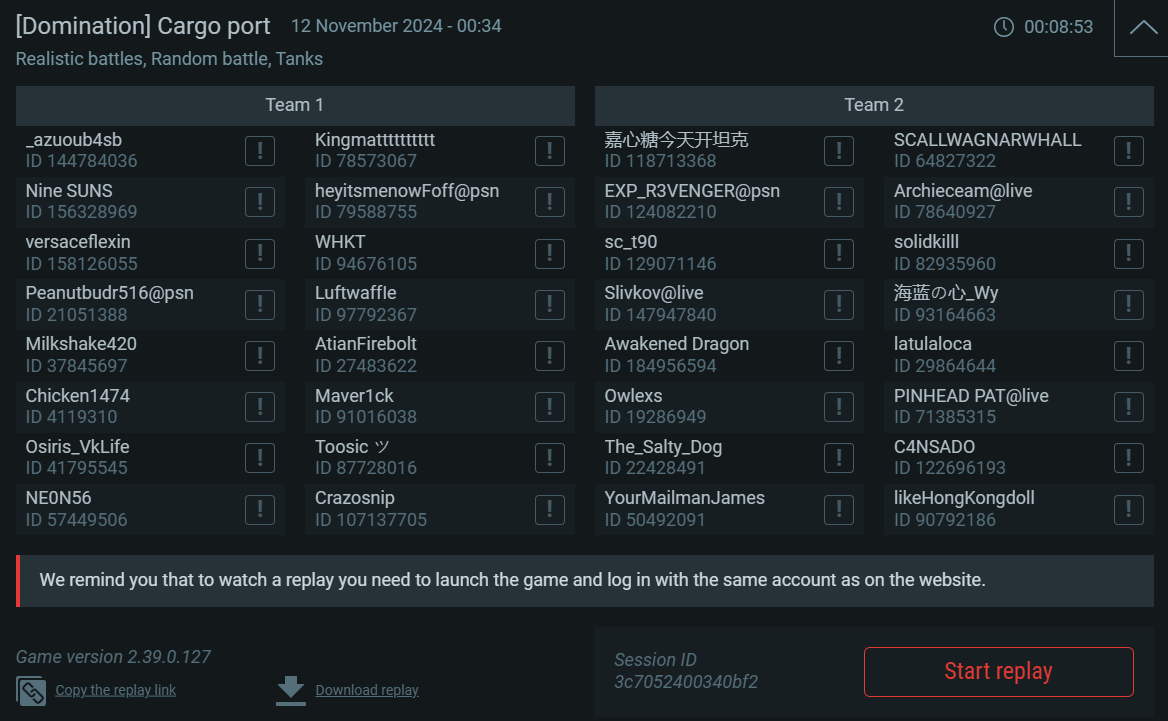 [Domination] Cargo port 12 November 2024 - 00:34 00:08:53
Realistic battles, Random battle, Tanks
Team 1 Team 2
_azuoub4sb Kingmatttttttttt 嘉心糖今天开坦克 SCALLWAGNARWHALL
ID 144784036 ID 78573067 ID 118713368 ID 64827322
Nine SUNS heyitsmenowFoff@psn EXP_R3VENGER@psn Archieceam@live
ID 156328969 ID 79588755 ID 124082210 ID 78640927
versaceflexin WHKT sc_t90 solidkilll
ID 158126055 ID 94676105 ID 129071146 ID 82935960
Peanutbudr516@psn Luftwaffle Slivkov@live 海蓝の心_Wy
ID 21051388 ID 97792367 ID 147947840 ID 93164663
Milkshake420 AtianFirebolt Awakened Dragon latulaloca
ID 37845697 ID 27483622 ID 184956594 ID 29864644
Chicken1474 Maver1ck Owlexs PINHEAD PAT@live
ID 4119310 ID 91016038 ID 19286949 ID 71385315
Osiris_VkLife Toosic ツ The_Salty_Dog C4NSADO
ID 41795545 ID 87728016 ID 22428491 ID 122696193
NE0N56 Crazosnip YourMailmanJames likeHongKongdoll
ID 57449506 ID 107137705 ID 50492091 ID 90792186
We remind you that to watch a replay you need to launch the game and log in with the same account as on the website.
Game version 2.39.0.127
Copy the replay link Download replay
Session ID
3c7052400340bf2
Start replay